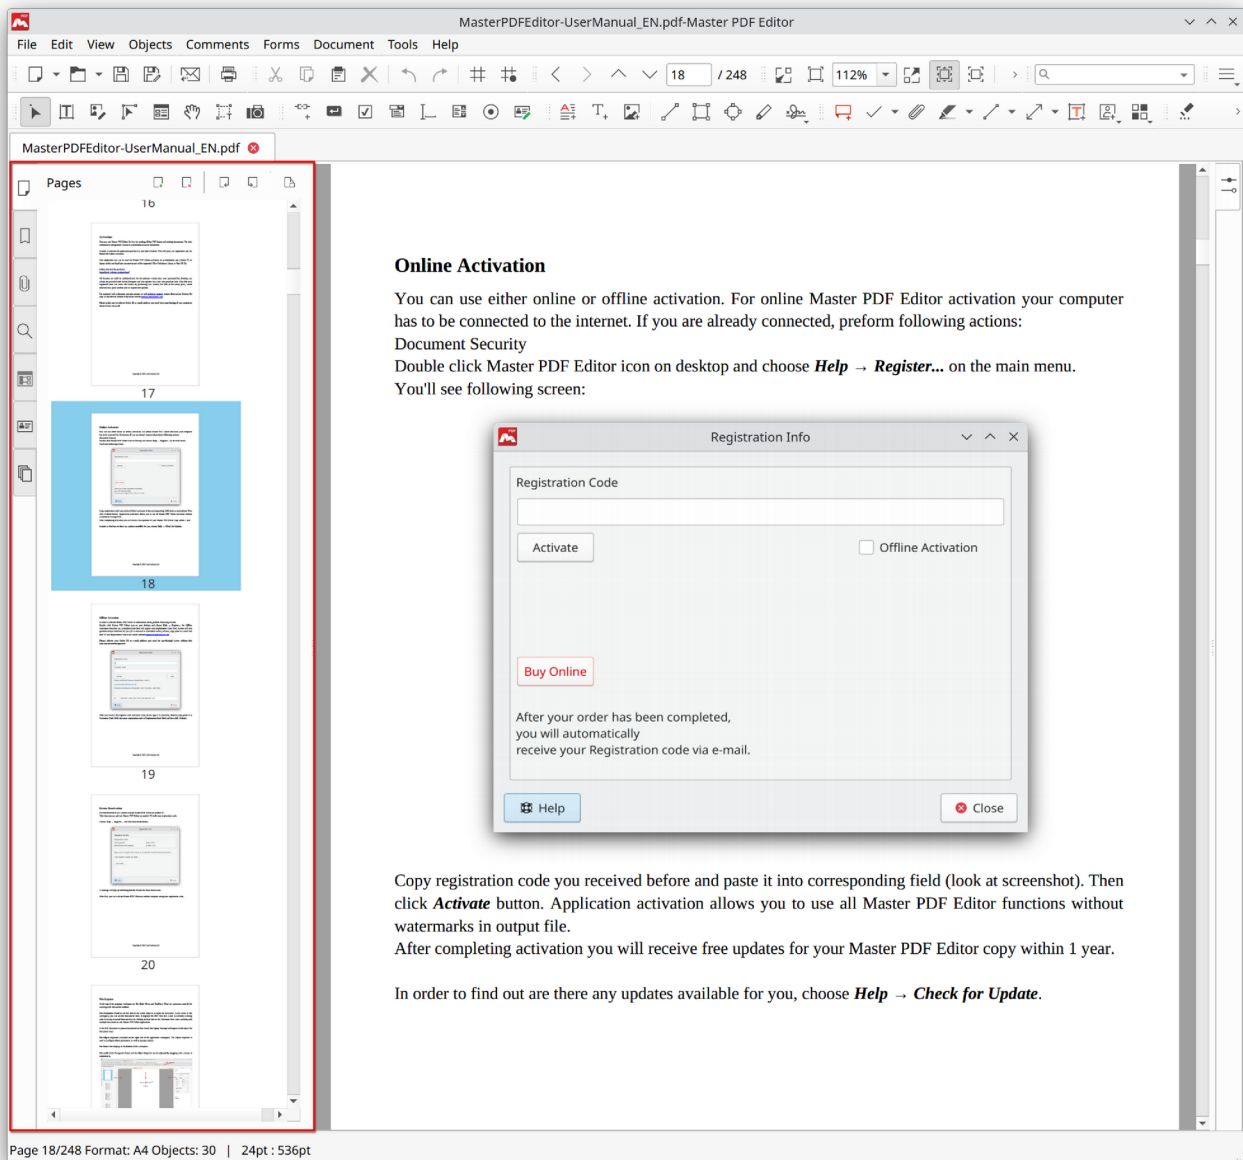 MasterPDFEditor-UserManual_EN.pdf-Master PDF Editor
File Edit View Objects Comments Forms Document Tools Help
18 / 248 112%
MasterPDFEditor-UserManual_EN.pdf
Pages
16
17
18
19
20
Online Activation
You can use either online or offline activation. For online Master PDF Editor activation your computer
has to be connected to the internet. If you are already connected, preform following actions:
Document Security
Double click Master PDF Editor icon on desktop and choose Help → Register... on the main menu.
You'll see following screen:
Registration Info
Registration Code
Activate
Offline Activation
Buy Online
After your order has been completed,
you will automatically
receive your Registration code via e-mail.
Help
Close
Copy registration code you received before and paste it into corresponding field (look at screenshot). Then
click Activate button. Application activation allows you to use all Master PDF Editor functions without
watermarks in output file.
After completing activation you will receive free updates for your Master PDF Editor copy within 1 year.
In order to find out are there any updates available for you, choose Help → Check for Update.
Page 18/248 Format: A4 Objects: 30 | 24pt : 536pt